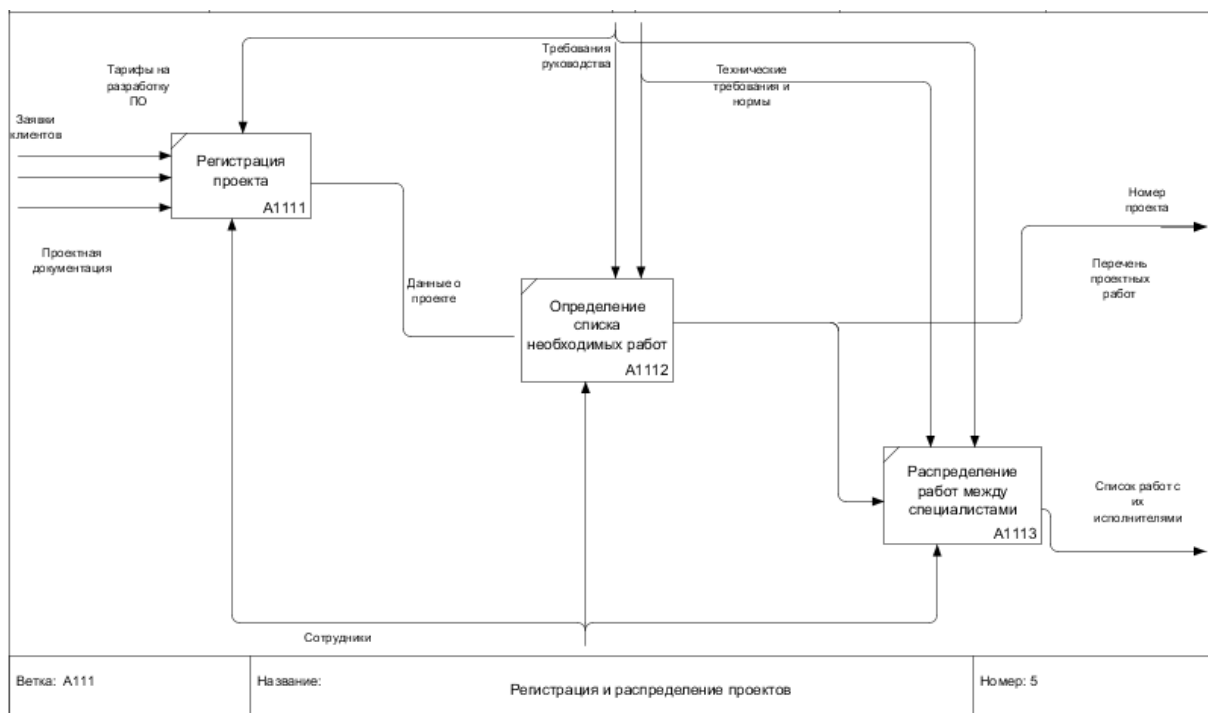 Требования
руководства
Тарифы на
разработку
ПО
Технические
требования и
нормы
Заявки
клиентов
Регистрация
проекта
A1111
Номер
проекта
Проектная
документация
Данные о
проекте
Перечень
проектных
работ
Определение
списка
необходимых работ
A1112
Распределение
работ между
специалистами
A1113
Список работ с
их
исполнителями
Сотрудники
Ветка: A111
Название:
Регистрация и распределение проектов
Номер: 5